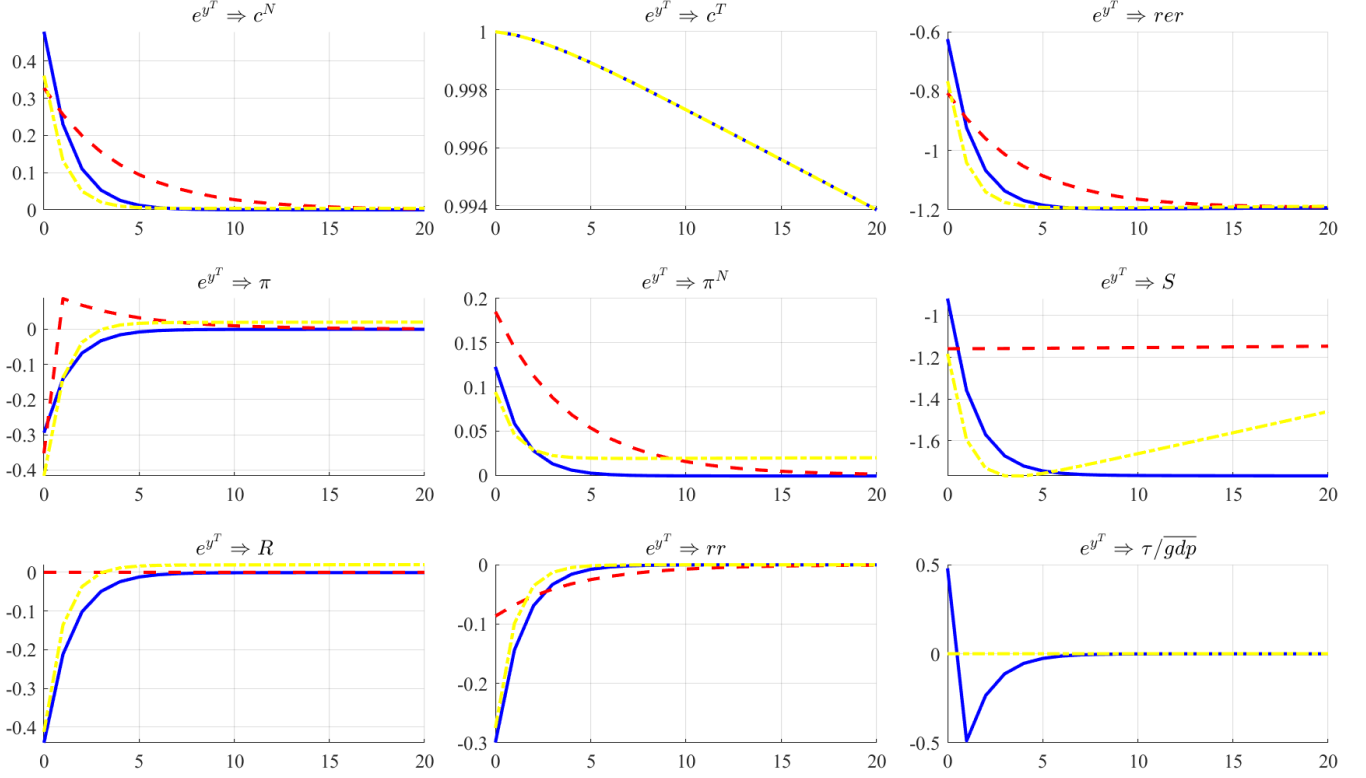 e^{y^T} ⇒ c^N
0.4
0.3
0.2
0.1
0
0 5 10 15 20
e^{y^T} ⇒ c^T
1
0.998
0.996
0.994
0 5 10 15 20
e^{y^T} ⇒ rer
-0.6
-0.8
-1
-1.2
0 5 10 15 20
e^{y^T} ⇒ π
0
-0.1
-0.2
-0.3
-0.4
0 5 10 15 20
e^{y^T} ⇒ π^N
0.2
0.15
0.1
0.05
0
0 5 10 15 20
e^{y^T} ⇒ S
-1
-1.2
-1.4
-1.6
0 5 10 15 20
e^{y^T} ⇒ R
0
-0.1
-0.2
-0.3
-0.4
0 5 10 15 20
e^{y^T} ⇒ rr
0
-0.1
-0.2
-0.3
0 5 10 15 20
e^{y^T} ⇒ τ/\overline{gdp}
0.5
0
-0.5
0 5 10 15 20